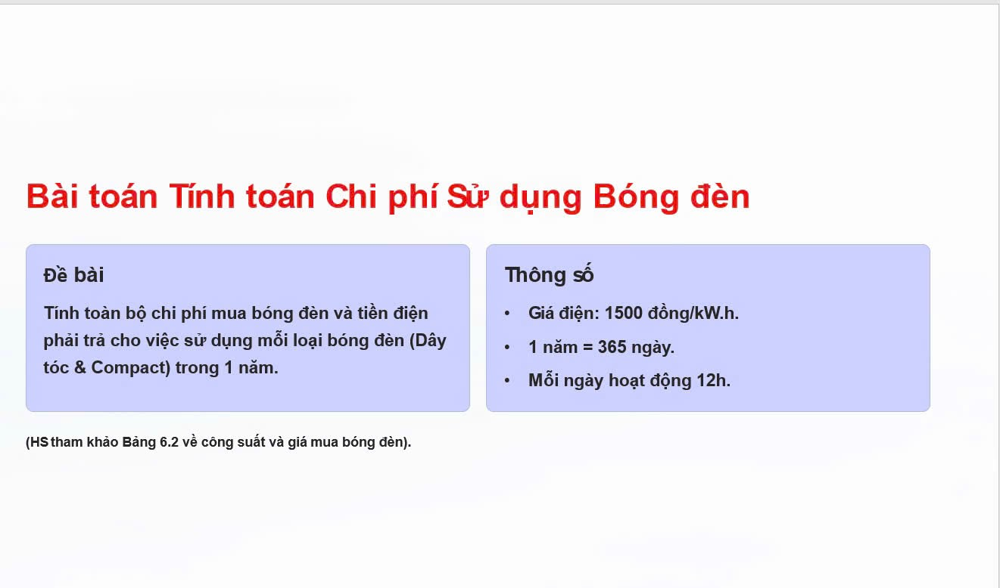 Bài toán Tính toán Chi phí Sử dụng Bóng đèn
Đề bài
Tính toàn bộ chi phí mua bóng đèn và tiền điện
phải trả cho việc sử dụng mỗi loại bóng đèn (Dây
tóc & Compact) trong 1 năm.
Thông số
• Giá điện: 1500 đồng/kW.h.
• 1 năm = 365 ngày.
• Mỗi ngày hoạt động 12h.
(HS tham khảo Bảng 6.2 về công suất và giá mua bóng đèn).